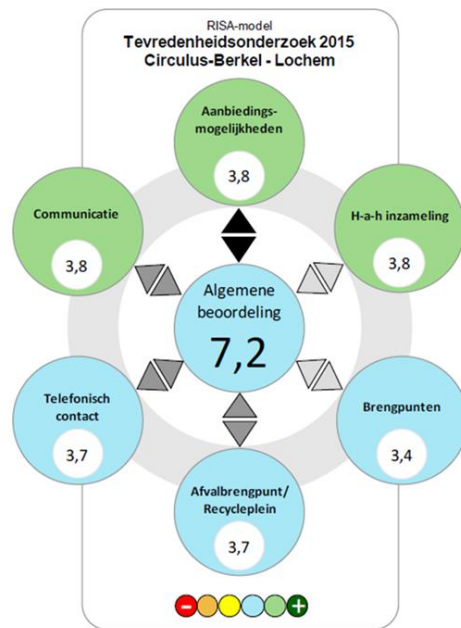 RISA-model
Tevredenheidsonderzoek 2015
Circulus-Berkel - Lochem
Aanbiedings-
mogelijkheden
3,8
Communicatie
3,8
H-a-h inzameling
3,8
Algemene
beoordeling
7,2
Telefonisch
contact
3,7
Brengpunten
3,4
Afvalbrengpunt/
Recycleplein
3,7